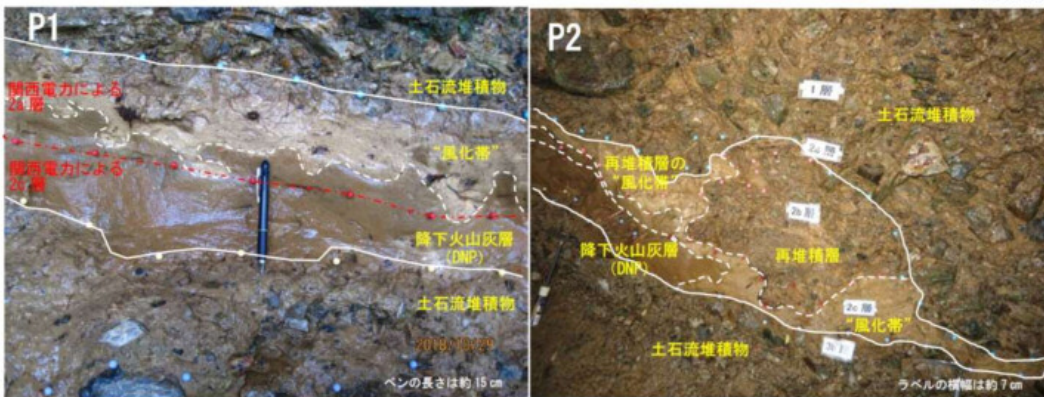 P1
土石流堆積物
関西電力による
2a 層
"風化帯"
関西電力による
2c 層
降下火山灰層
(DNP)
土石流堆積物
ペンの長さは約 15 cm
P2
1 層
土石流堆積物
2a 層
再堆積層の
"風化帯"
2b 層
降下火山灰層
(DNP)
再堆積層
2c 層
"風化帯"
土石流堆積物
ラベルの横幅は約 7 cm